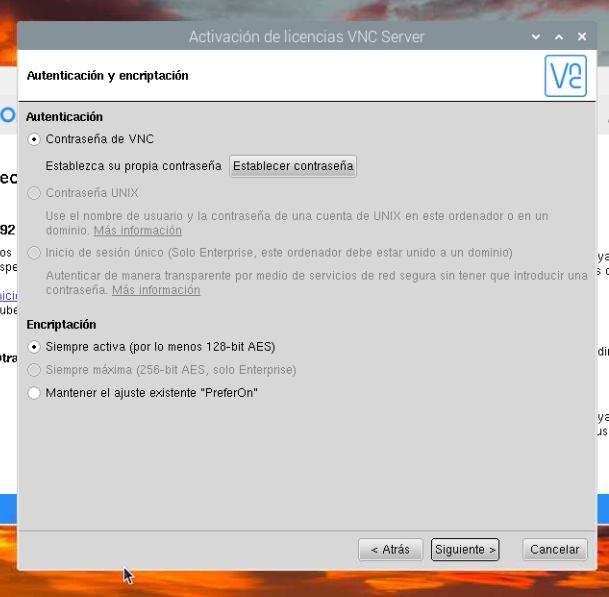 Activación de licencias VNC Server
Autenticación y encriptación
Autenticación
Contraseña de VNC
Establezca su propia contraseña Establecer contraseña
Contraseña UNIX
Use el nombre de usuario y la contraseña de una cuenta de UNIX en este ordenador o en un
dominio. Más información
Inicio de sesión único (Solo Enterprise, este ordenador debe estar unido a un dominio)
Autenticar de manera transparente por medio de servicios de red segura sin tener que introducir una
contraseña. Más información
Encriptación
Siempre activa (por lo menos 128-bit AES)
Siempre máxima (256-bit AES, solo Enterprise)
Mantener el ajuste existente "PreferOn"
< Atrás Siguiente > Cancelar